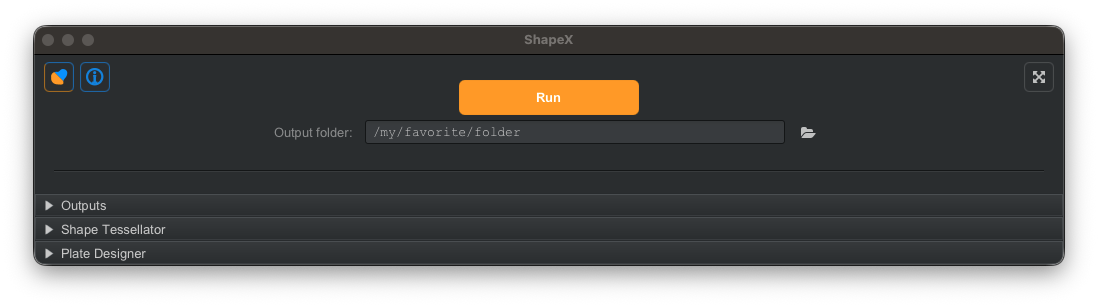 ShapeX
Run
Output folder: /my/favorite/folder
Outputs
Shape Tessellator
Plate Designer